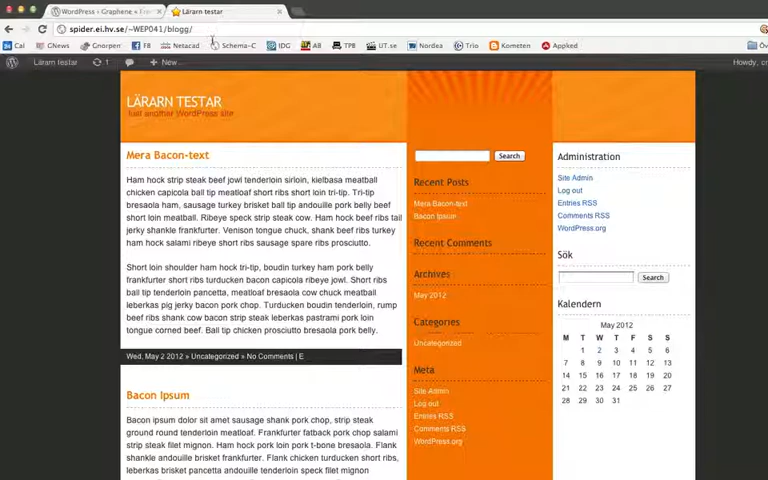 WordPress › Graphene « Fr
Lärarn testar
spider.ei.hv.se/~WEP041/blogg/
Cal GNews Gnorpen FB Netacad Schema-C IDG AB TPB UT.se Nordea Trio Kometen Appked Öv
Lärarn testar 1 + New... Howdy, cr
LÄRARN TESTAR
Just another WordPress site
Mera Bacon-text
Ham hock strip steak beef jowl tenderloin sirloin, kielbasa meatball
chicken capicola ball tip meatloaf short ribs short loin tri-tip. Tri-tip
bresaola ham, sausage turkey brisket ball tip andouille pork belly beef
short loin meatball. Ribeye speck strip steak cow. Ham hock beef ribs tail
jerky shankle frankfurter. Venison tongue chuck, shank beef ribs turkey
ham hock salami ribeye short ribs sausage spare ribs prosciutto.
Short loin shoulder ham hock tri-tip, boudin turkey ham pork belly
frankfurter short ribs turducken bacon capicola ribeye jowl. Short ribs
ball tip tenderloin pancetta, meatloaf bresaola cow chuck meatball
leberkas pig jerky bacon pork chop. Turducken boudin tenderloin, rump
beef ribs shank cow bacon strip steak leberkas pastrami pork loin
tongue corned beef. Ball tip chicken prosciutto bresaola pork belly.
Wed, May 2 2012 » Uncategorized » No Comments | E
Bacon Ipsum
Bacon ipsum dolor sit amet sausage shank pork chop, strip steak
ground round tenderloin meatloaf. Frankfurter fatback pork chop salami
strip steak filet mignon. Ham hock pork loin pork t-bone bresaola. Flank
shankle andouille brisket frankfurter. Flank chicken turducken strip steak,
leberkas brisket pancetta andouille tenderloin speck filet mignon
Search
Recent Posts
Mera Bacon-text
Bacon Ipsum
Recent Comments
Archives
May 2012
Categories
Uncategorized
Meta
Site Admin
Log out
Entries RSS
Comments RSS
WordPress.org
Administration
Site Admin
Log out
Entries RSS
Comments RSS
WordPress.org
Sök
Search
Kalendern
May 2012
M T W T F S S
1 2 3 4 5 6
7 8 9 10 11 12 13
14 15 16 17 18 19 20
21 22 23 24 25 26 27
28 29 30 31